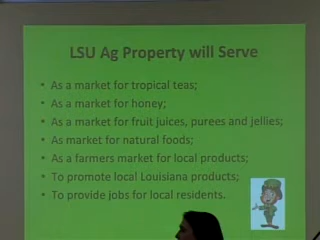 LSU Ag Property will Serve
• As a market for tropical teas;
• As a market for honey;
• As a market for fruit juices, purees and jellies;
• As market for natural foods;
• As a farmers market for local products;
• To promote local Louisiana products;
• To provide jobs for local residents.